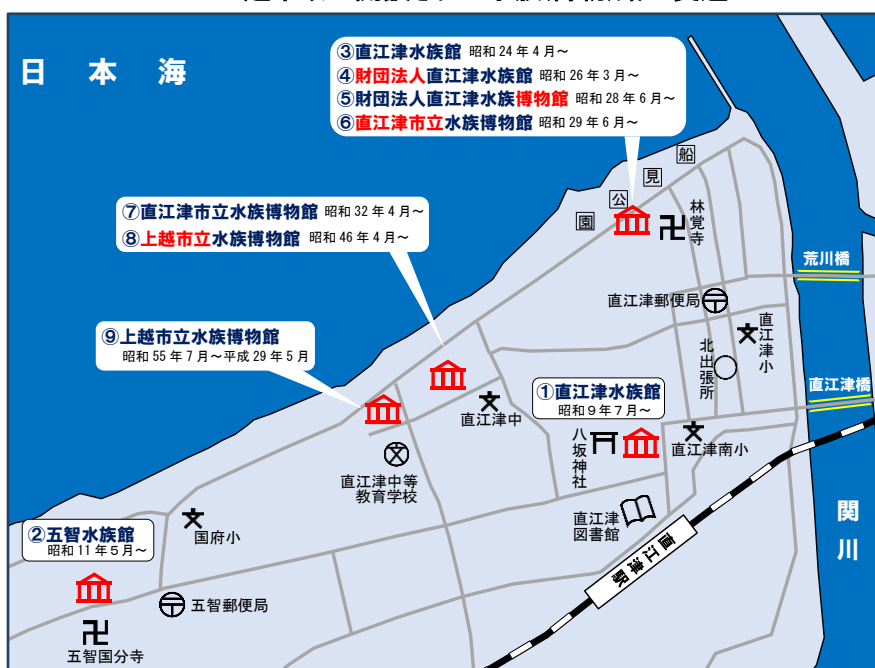 日本海
③直江津水族館 昭和24年4月~
④財団法人直江津水族館 昭和26年3月~
⑤財団法人直江津水族博物館 昭和28年6月~
⑥直江津市立水族博物館 昭和29年6月~
船見公園
林覚寺
⑦直江津市立水族博物館 昭和32年4月~
⑧上越市立水族博物館 昭和46年4月~
荒川橋
直江津郵便局
⑨上越市立水族博物館
昭和55年7月~平成29年5月
直江津小
北出張所
直江津橋
①直江津水族館
昭和9年7月~
直江津中
八坂神社
直江津南小
直江津中等
教育学校
直江津
図書館
関川
国府小
直江津駅
②五智水族館
昭和11年5月~
五智郵便局
五智国分寺